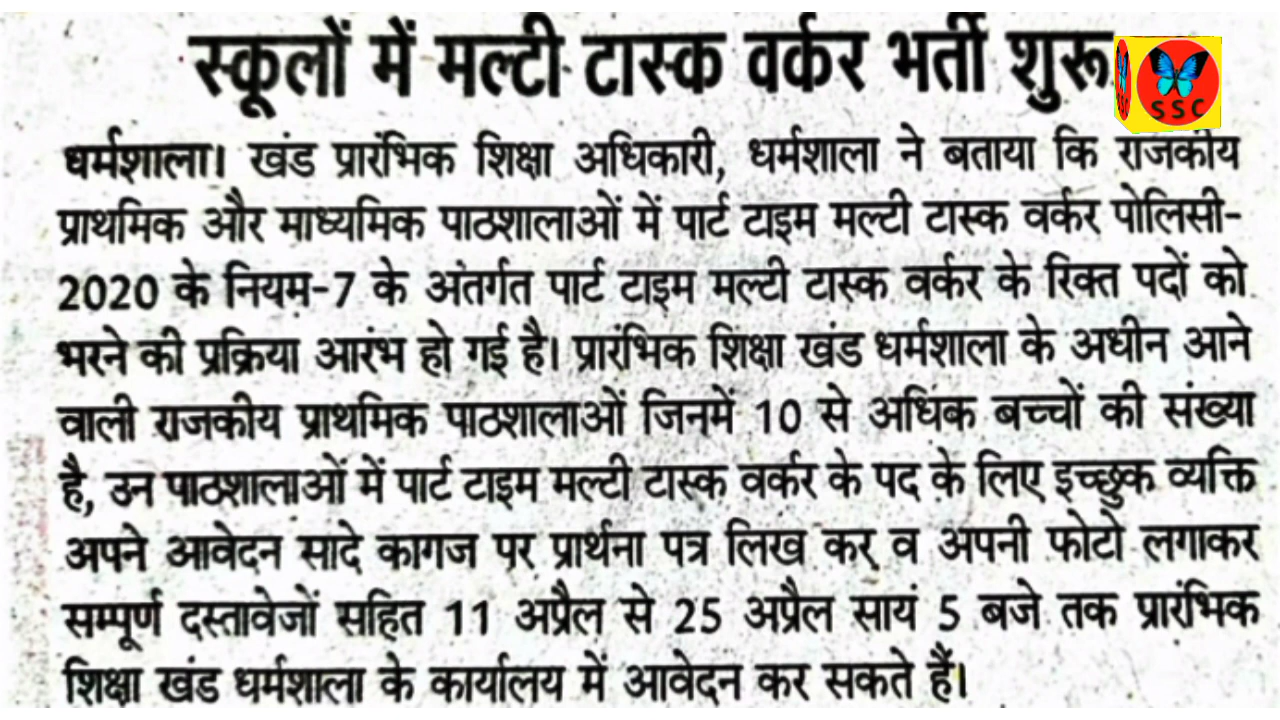 स्कूलों में मल्टी टास्क वर्कर भर्ती शुरू
SSC
धर्मशाला। खंड प्रारंभिक शिक्षा अधिकारी, धर्मशाला ने बताया कि राजकीय
प्राथमिक और माध्यमिक पाठशालाओं में पार्ट टाइम मल्टी टास्क वर्कर पोलिसी-
2020 के नियम-7 के अंतर्गत पार्ट टाइम मल्टी टास्क वर्कर के रिक्त पदों को
भरने की प्रक्रिया आरंभ हो गई है। प्रारंभिक शिक्षा खंड धर्मशाला के अधीन आने
वाली राजकीय प्राथमिक पाठशालाओं जिनमें 10 से अधिक बच्चों की संख्या
है, उन पाठशालाओं में पार्ट टाइम मल्टी टास्क वर्कर के पद के लिए इच्छुक व्यक्ति
अपने आवेदन सादे कागज पर प्रार्थना पत्र लिख कर व अपनी फोटो लगाकर
सम्पूर्ण दस्तावेजों सहित 11 अप्रैल से 25 अप्रैल सायं 5 बजे तक प्रारंभिक
शिक्षा खंड धर्मशाला के कार्यालय में आवेदन कर सकते हैं।